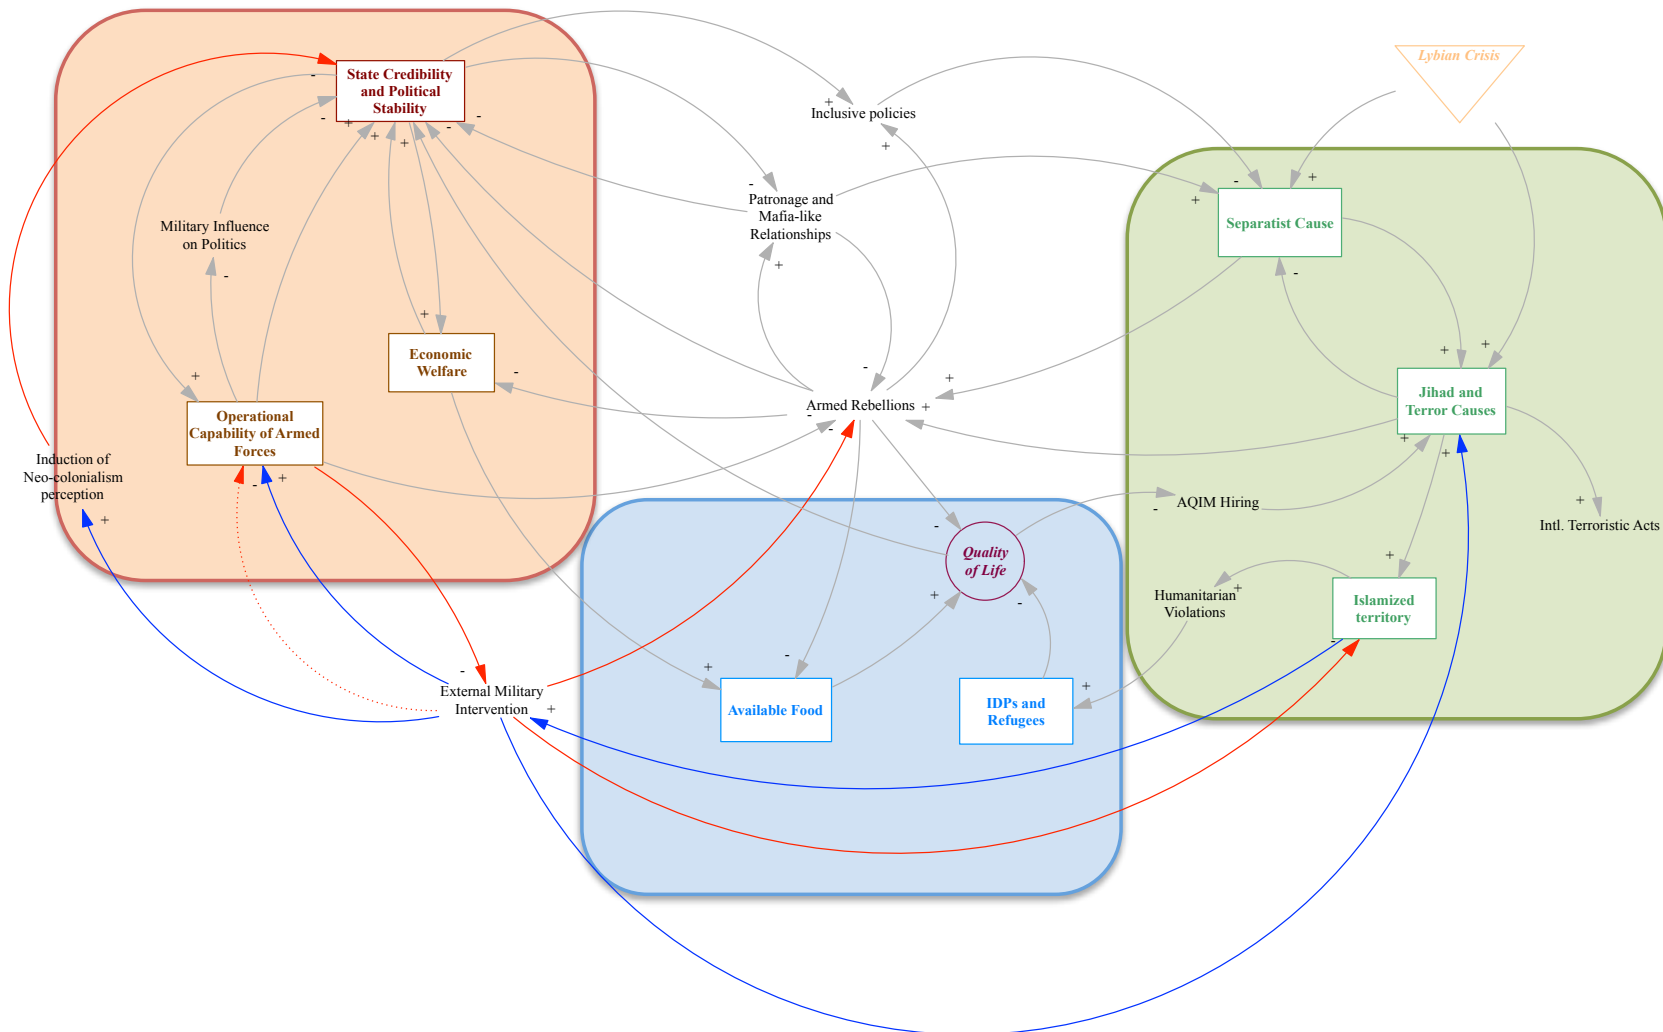 State Credibility
and Political
Stability
Inclusive policies
Lybian Crisis
Patronage and
Mafia-like
Relationships
Military Influence
on Politics
Separatist Cause
Economic
Welfare
Armed Rebellions
Jihad and
Terror Causes
Operational
Capability of Armed
Forces
Induction of
Neo-colonialism
perception
AQIM Hiring
Intl. Terroristic Acts
Quality
of Life
Humanitarian
Violations
Islamized
territory
External Military
Intervention
Available Food
IDPs and
Refugees